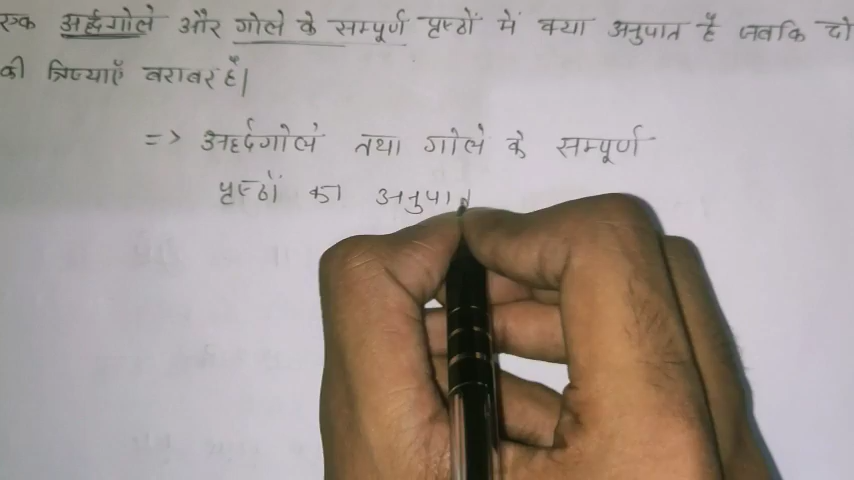 एक अर्द्धगोले और गोले के सम्पूर्ण पृष्ठों में क्या अनुपात है जबकि दो
की त्रिज्याएँ बराबर हैं।
=> अर्द्धगोले तथा गोले के सम्पूर्ण
पृष्ठों का अनुपात